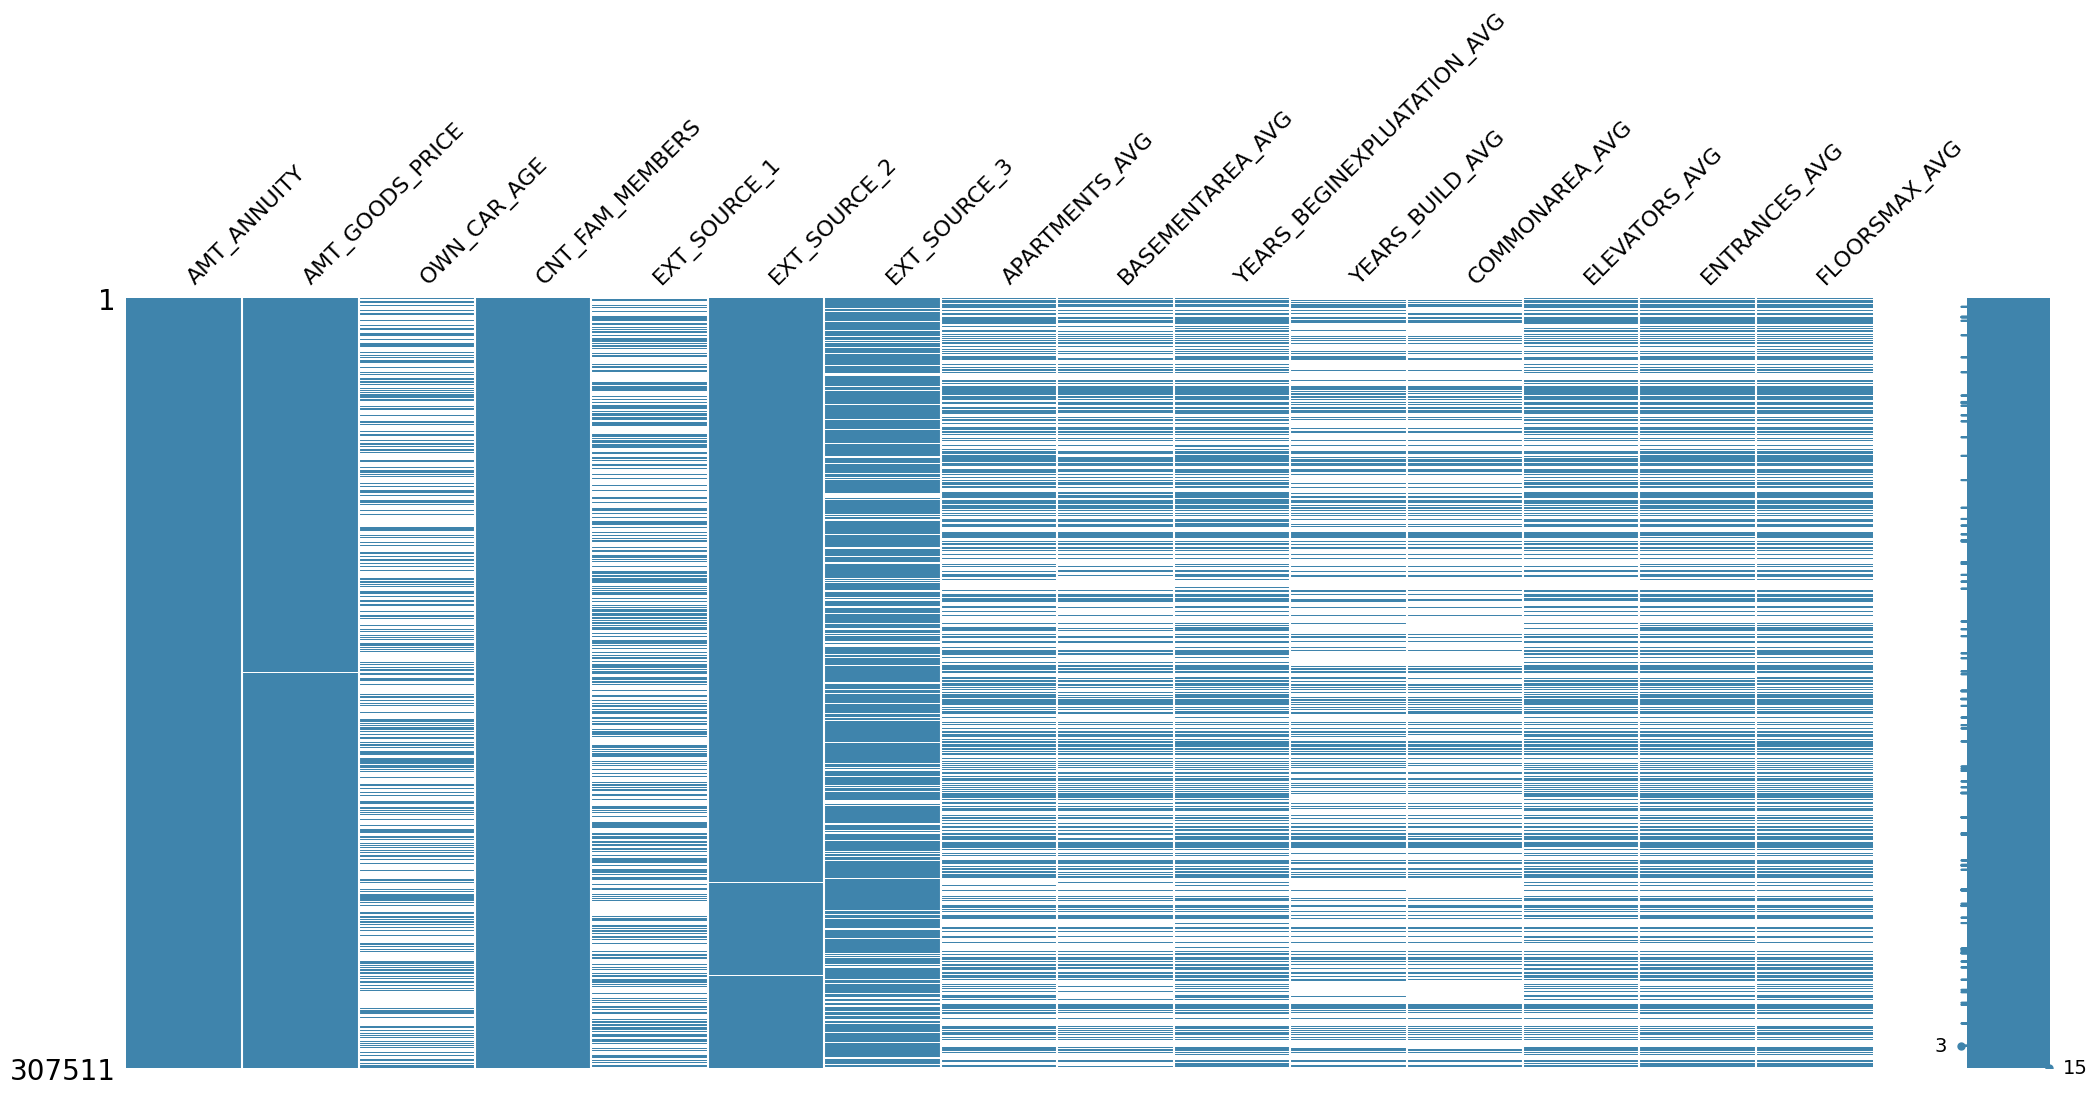 AMT_ANNUITY
AMT_GOODS_PRICE
OWN_CAR_AGE
CNT_FAM_MEMBERS
EXT_SOURCE_1
EXT_SOURCE_2
EXT_SOURCE_3
APARTMENTS_AVG
BASEMENTAREA_AVG
YEARS_BEGINEXPLUATATION_AVG
YEARS_BUILD_AVG
COMMONAREA_AVG
ELEVATORS_AVG
ENTRANCES_AVG
FLOORSMAX_AVG
1
307511
3
15